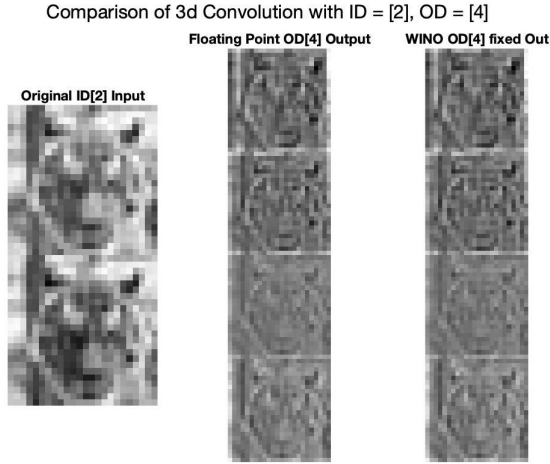 Comparison of 3d Convolution with ID = [2], OD = [4]
Floating Point OD[4] Output
WINO OD[4] fixed Out
Original ID[2] Input